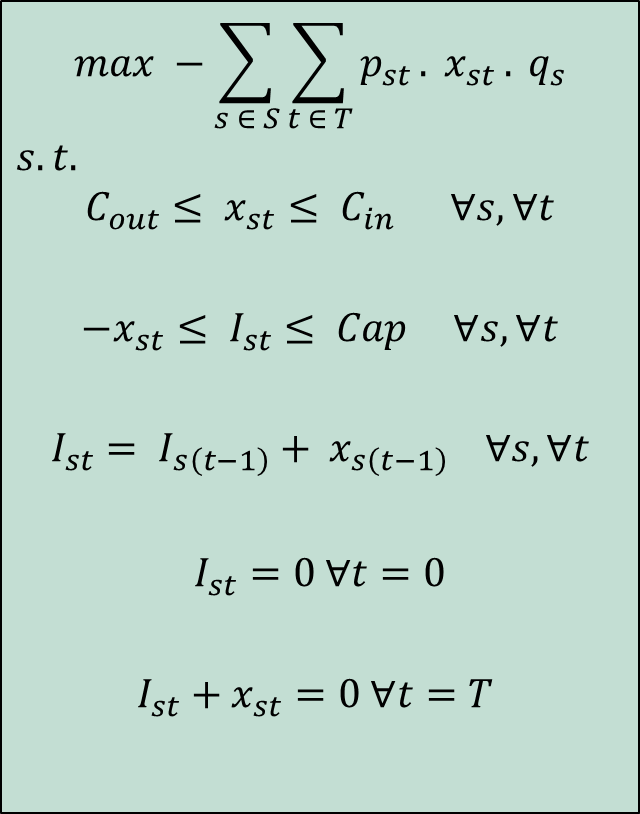 max − ∑_{s ∈ S} ∑_{t ∈ T} p_{st} . x_{st} . q_s
s.t.
C_{out} ≤ x_{st} ≤ C_{in} ∀s,∀t
−x_{st} ≤ I_{st} ≤ Cap ∀s,∀t
I_{st} = I_{s(t−1)} + x_{s(t−1)} ∀s,∀t
I_{st} = 0 ∀t = 0
I_{st} + x_{st} = 0 ∀t = T